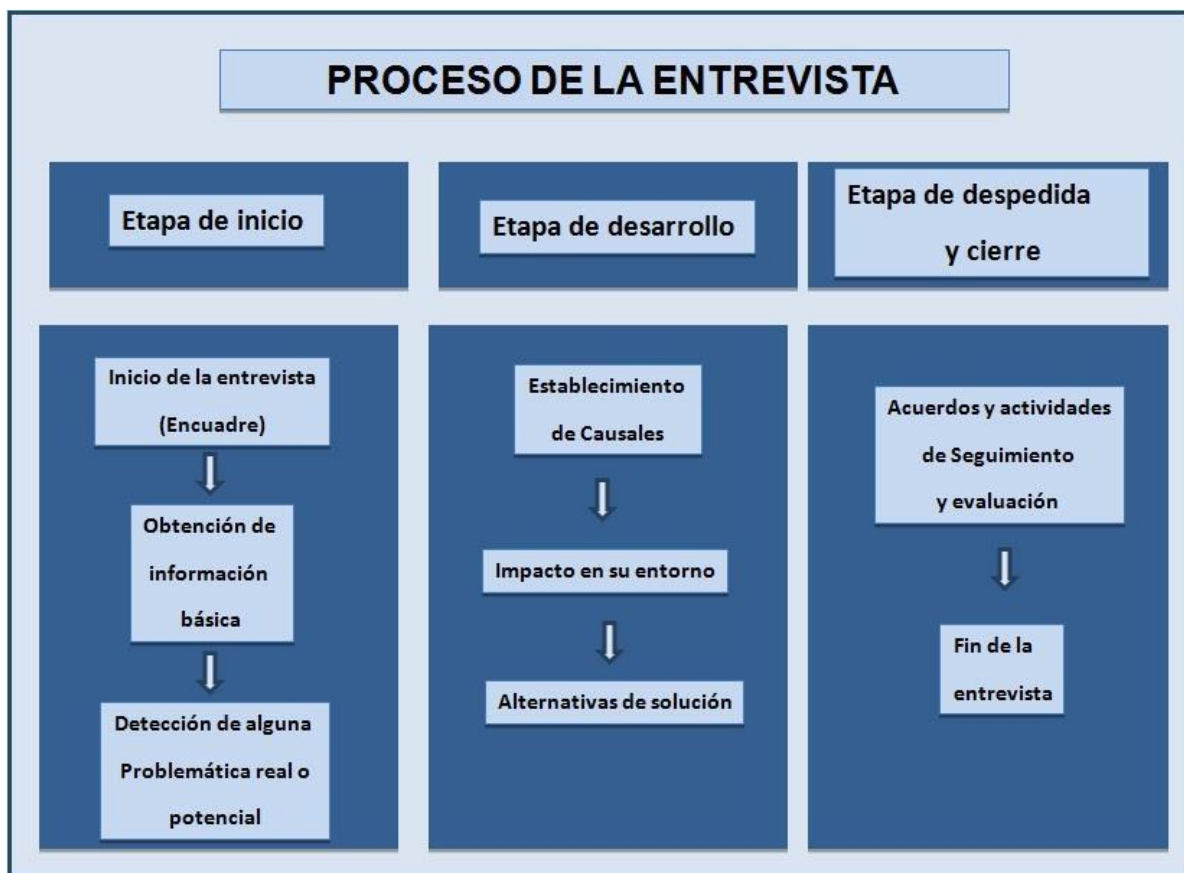 PROCESO DE LA ENTREVISTA
Etapa de inicio
Etapa de desarrollo
Etapa de despedida
y cierre
Inicio de la entrevista
(Encuadre)
Obtención de
información
básica
Detección de alguna
Problemática real o
potencial
Establecimiento
de Causales
Impacto en su entorno
Alternativas de solución
Acuerdos y actividades
de Seguimiento
y evaluación
Fin de la
entrevista